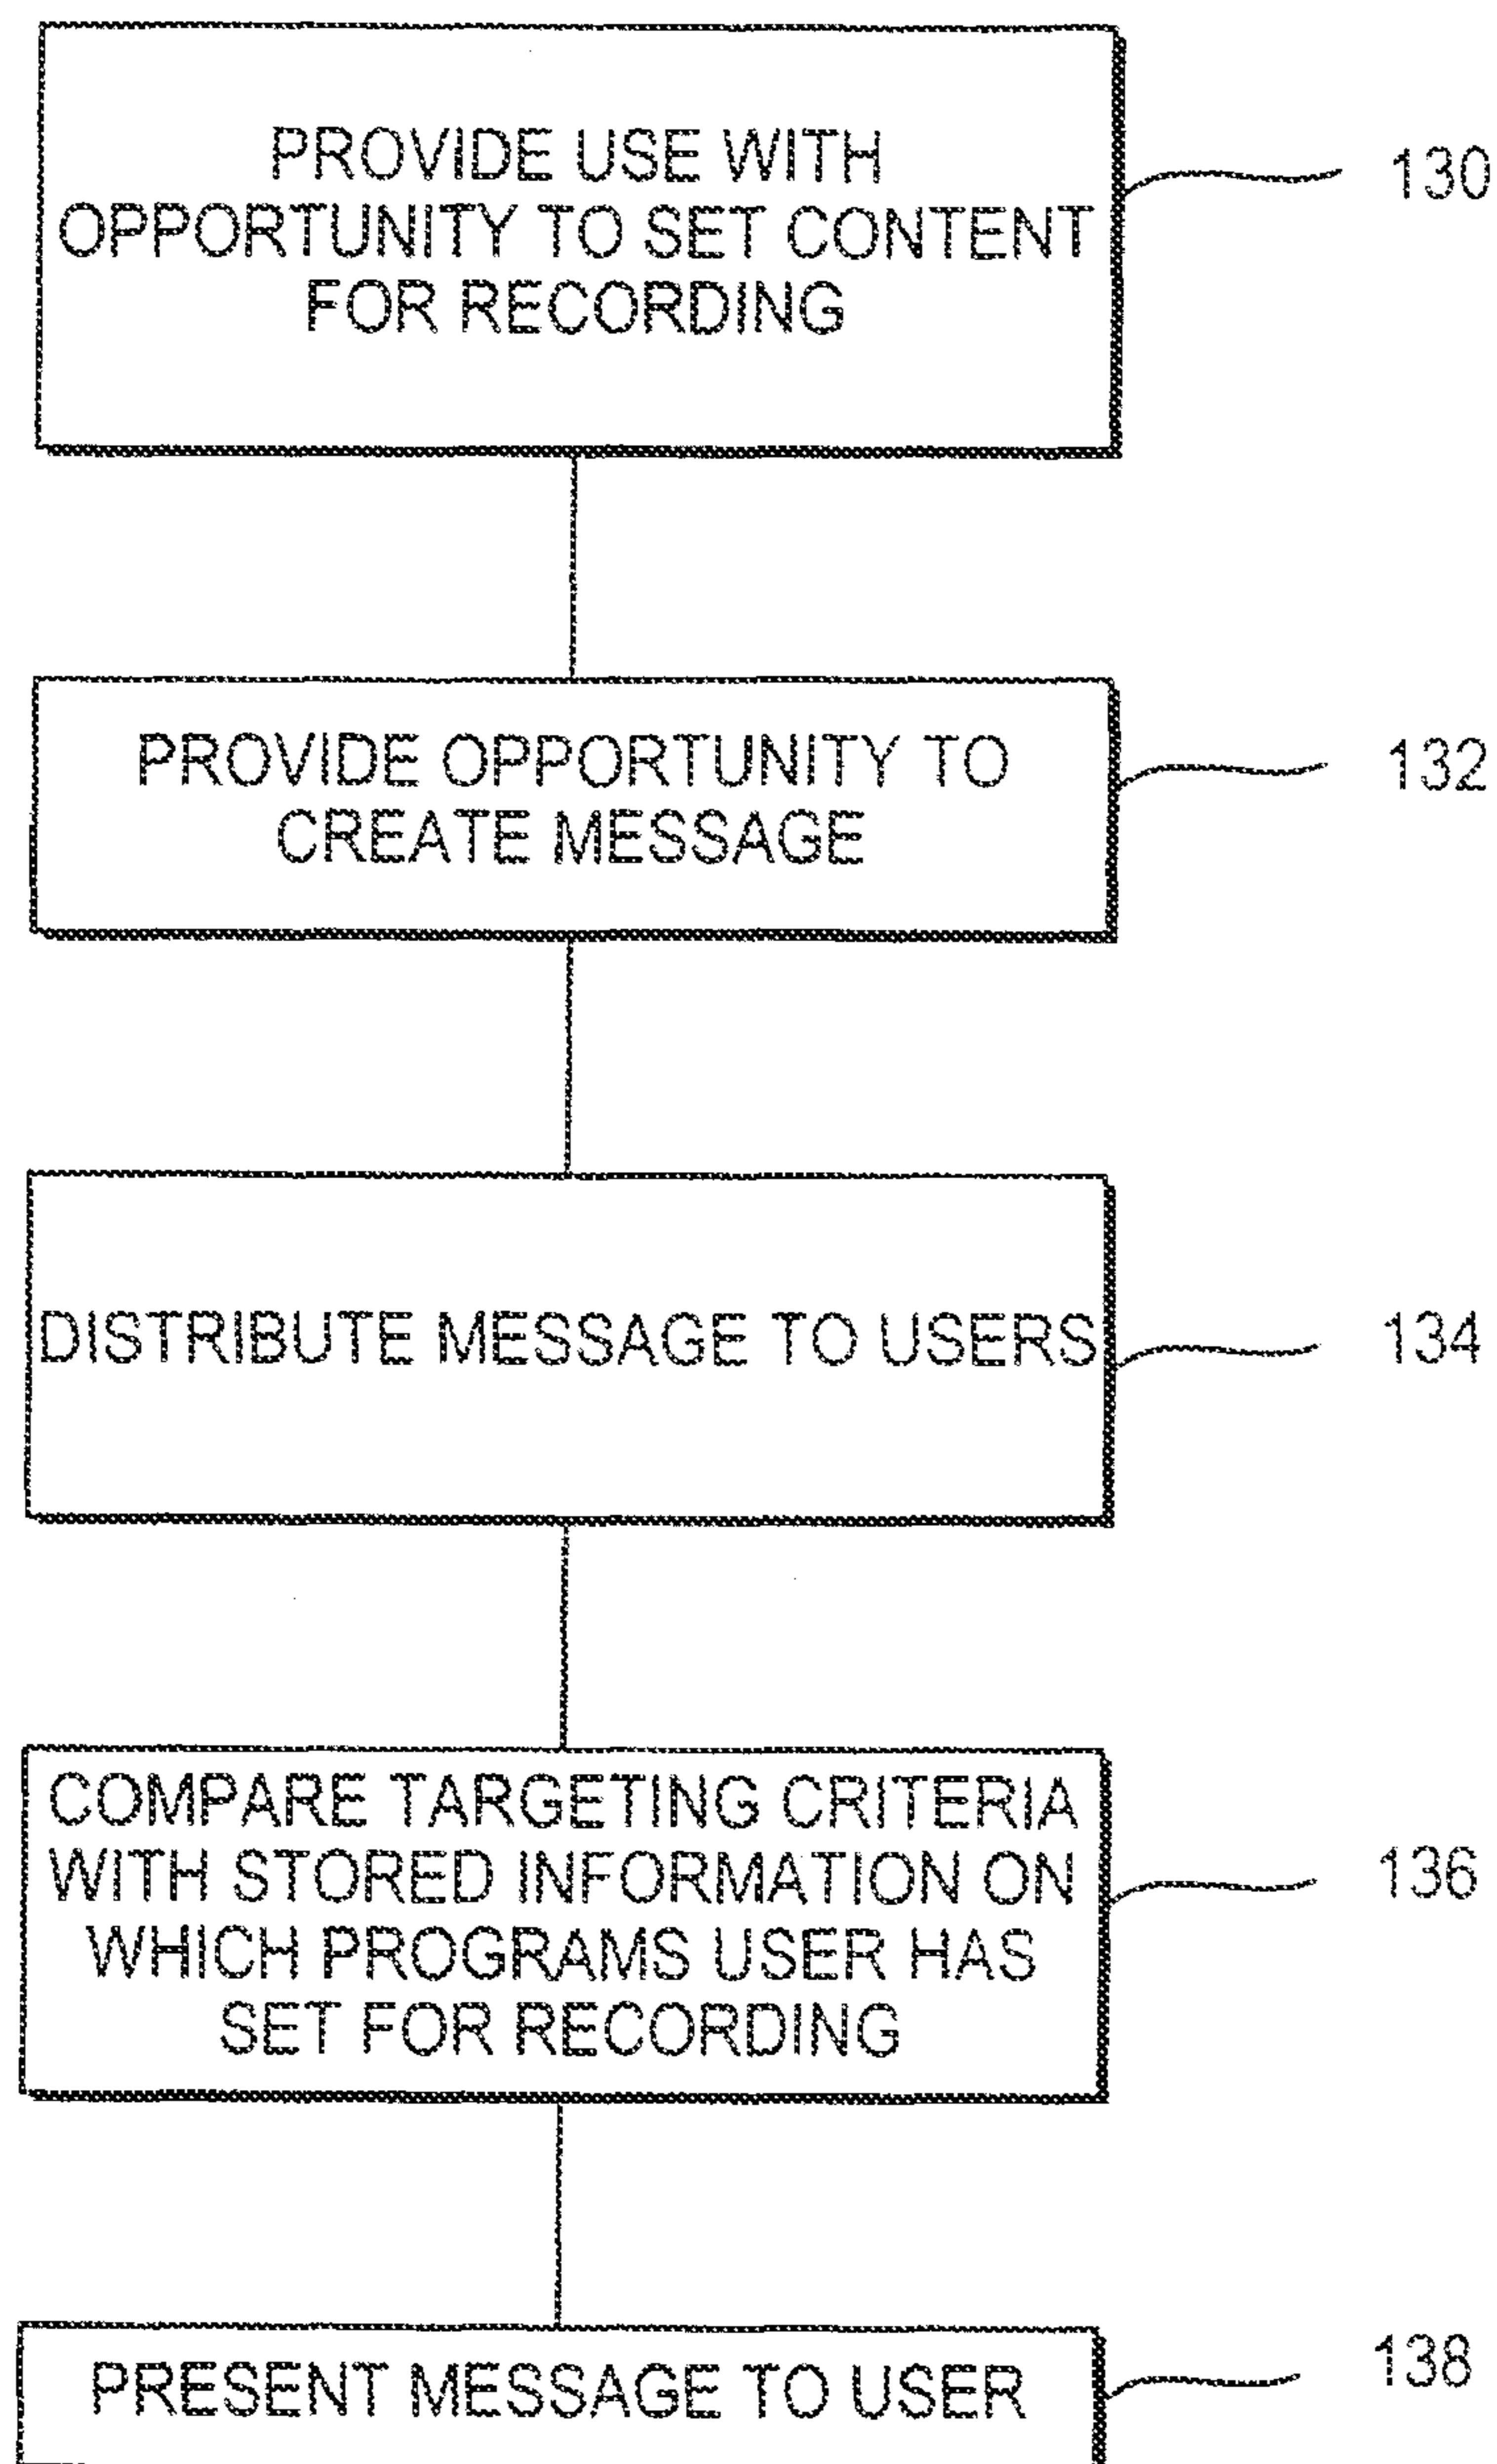 PROVIDE USE WITH
OPPORTUNITY TO SET CONTENT
FOR RECORDING
130
PROVIDE OPPORTUNITY TO
CREATE MESSAGE
132
DISTRIBUTE MESSAGE TO USERS
134
COMPARE TARGETING CRITERIA
WITH STORED INFORMATION ON
WHICH PROGRAMS USER HAS
SET FOR RECORDING
136
PRESENT MESSAGE TO USER
138